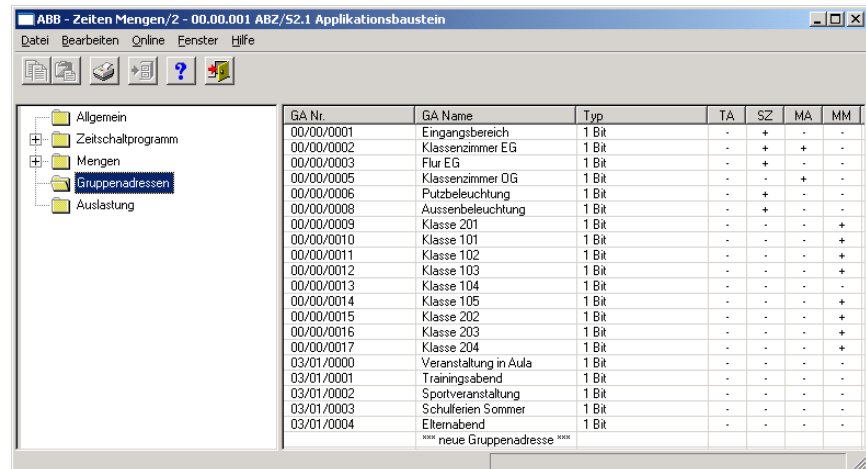 ABB - Zeiten Mengen/2 - 00.00.001 ABZ/S2.1 Applikationsbaustein
Datei Bearbeiten Online Fenster Hilfe
Allgemein
Zeitschaltprogramm
Mengen
Gruppenadressen
Auslastung
GA Nr. GA Name Typ TA SZ MA MM
00/00/0001 Eingangsbereich 1 Bit - + - -
00/00/0002 Klassenzimmer EG 1 Bit - + + -
00/00/0003 Flur EG 1 Bit - + - -
00/00/0005 Klassenzimmer OG 1 Bit - - + -
00/00/0006 Putzbeleuchtung 1 Bit - + - -
00/00/0008 Aussenbeleuchtung 1 Bit - + - -
00/00/0009 Klasse 201 1 Bit - - - +
00/00/0010 Klasse 101 1 Bit - - - +
00/00/0011 Klasse 102 1 Bit - - - +
00/00/0012 Klasse 103 1 Bit - - - +
00/00/0013 Klasse 104 1 Bit - - - -
00/00/0014 Klasse 105 1 Bit - - - +
00/00/0015 Klasse 202 1 Bit - - - +
00/00/0016 Klasse 203 1 Bit - - - +
00/00/0017 Klasse 204 1 Bit - - - +
03/01/0000 Veranstaltung in Aula 1 Bit - - - -
03/01/0001 Trainingsabend 1 Bit - - - -
03/01/0002 Sportveranstaltung 1 Bit - - - -
03/01/0003 Schulferien Sommer 1 Bit - - - -
03/01/0004 Elternabend 1 Bit - - - -
*** neue Gruppenadresse ***